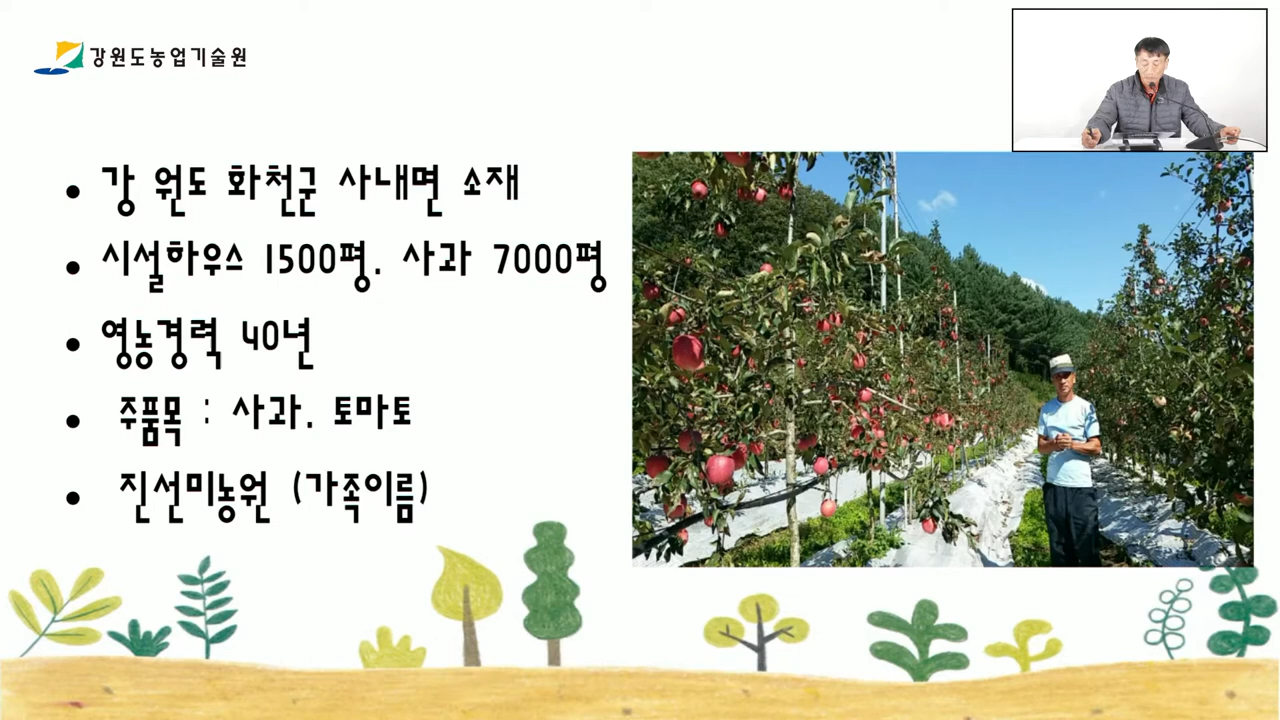 강원도농업기술원
• 강 원도 화천군 사내면 소재
• 시설하우스 1500평. 사과 7000평
• 영농경력 40년
• 주품목 : 사과. 토마토
• 진선미농원 (가족이름)